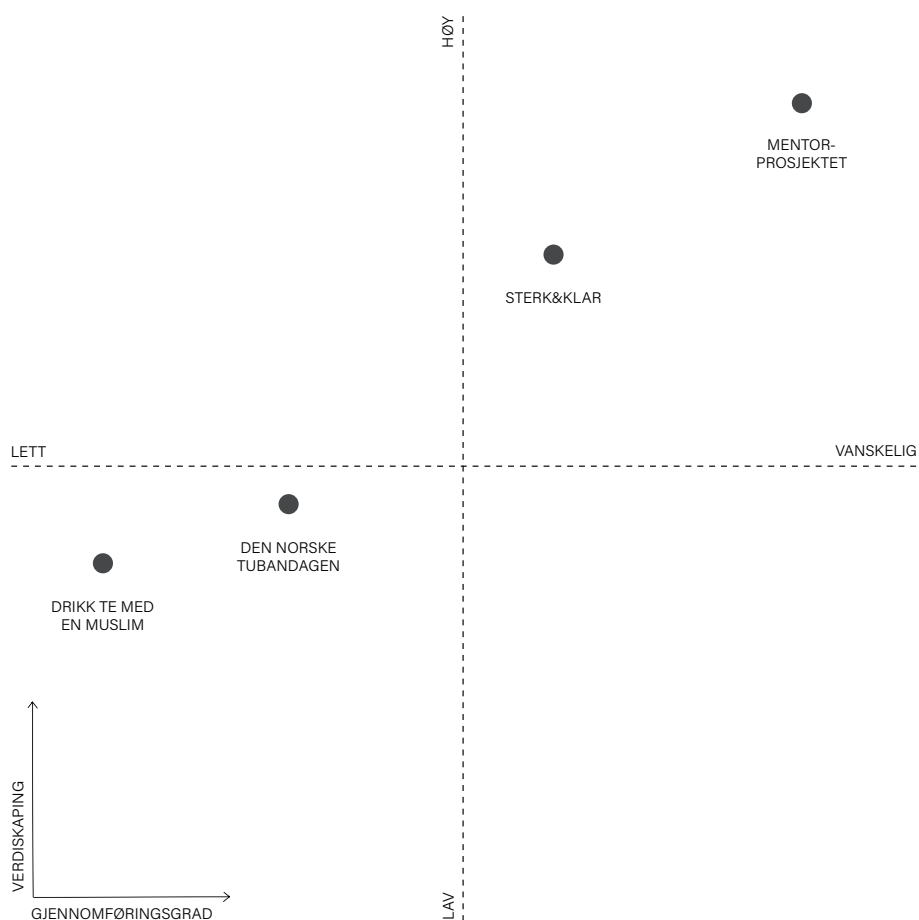 HØY
MENTOR-
PROSJEKTET
STERK&KLAR
LETT
VANSKELIG
DEN NORSKE
TUBANDAGEN
DRIKK TE MED
EN MUSLIM
VERDISKAPING
GJENNOMFØRINGSGRAD
LAV